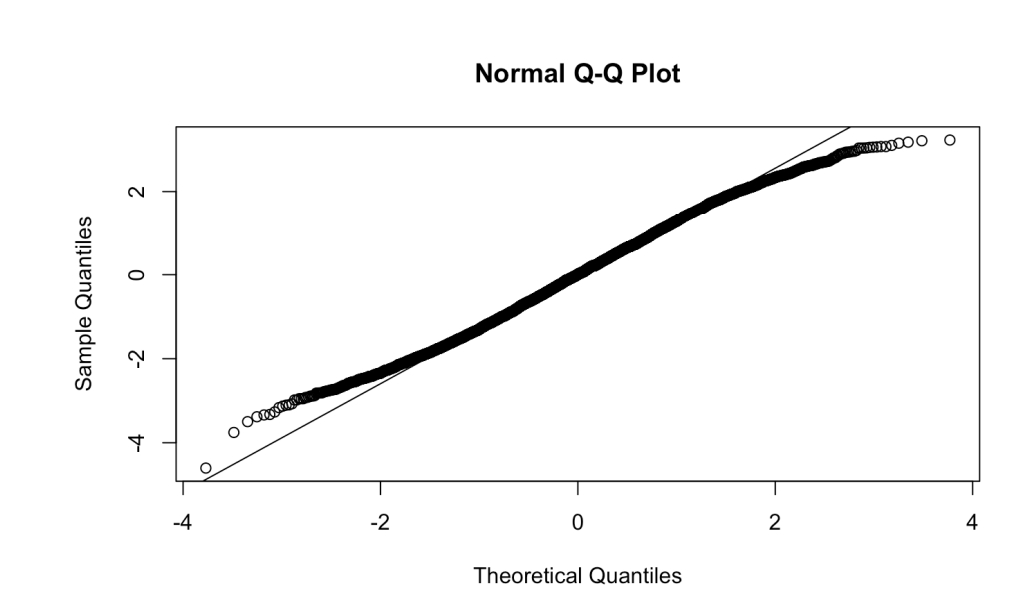 Normal Q-Q Plot
Sample Quantiles
2
0
-2
-4
-4 -2 0 2 4
Theoretical Quantiles